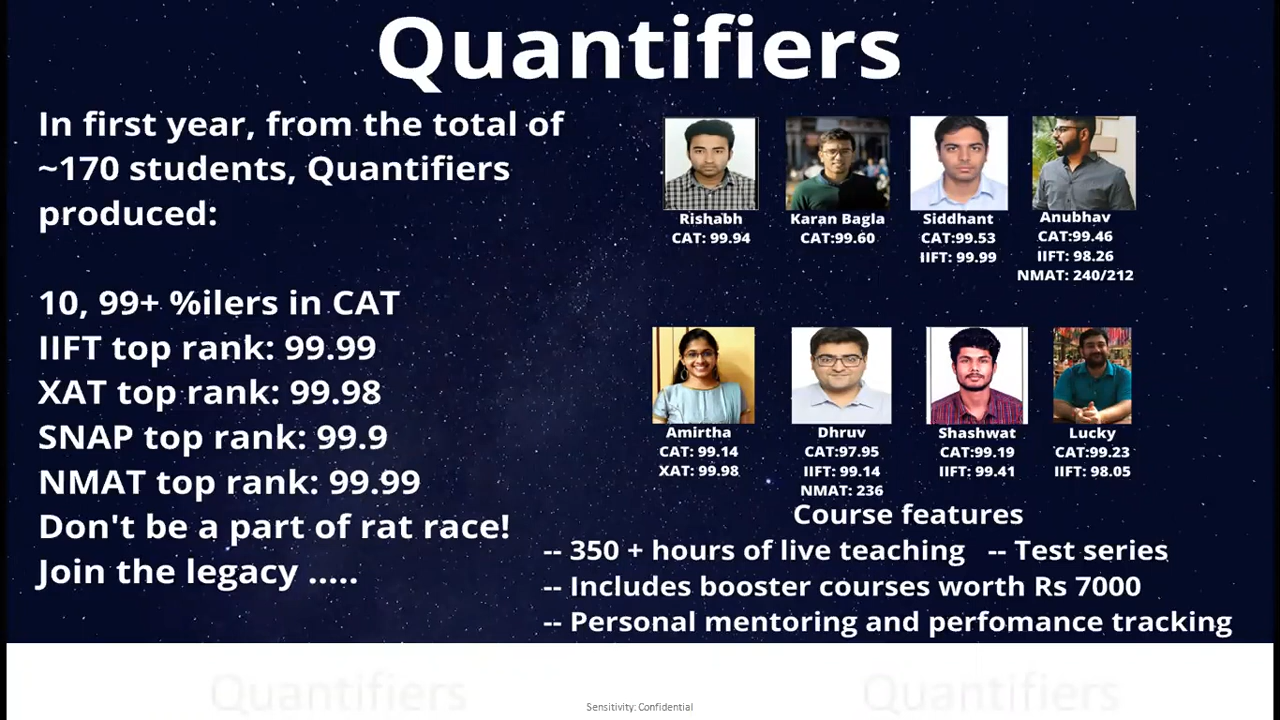 Quantifiers
In first year, from the total of
~170 students, Quantifiers
produced:
10, 99+ %ilers in CAT
IIFT top rank: 99.99
XAT top rank: 99.98
SNAP top rank: 99.9
NMAT top rank: 99.99
Don't be a part of rat race!
Join the legacy .....
Rishabh
CAT: 99.94
Karan Bagla
CAT:99.60
Siddhant
CAT:99.53
IIFT: 99.99
Anubhav
CAT:99.46
IIFT: 98.26
NMAT: 240/212
Amirtha
CAT: 99.14
XAT: 99.98
Dhruv
CAT:97.95
IIFT: 99.14
NMAT: 236
Shashwat
CAT:99.19
IIFT: 99.41
Lucky
CAT:99.23
IIFT: 98.05
Course features
-- 350 + hours of live teaching -- Test series
-- Includes booster courses worth Rs 7000
-- Personal mentoring and perfomance tracking
Quantifiers Quantifiers
Sensitivity: Confidential